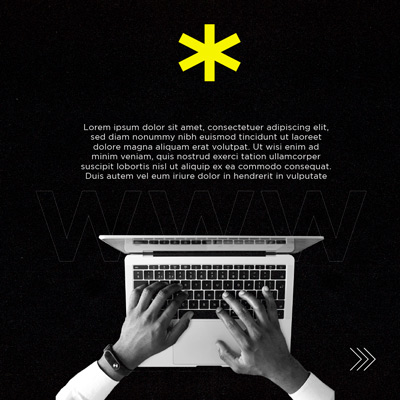 Lorem ipsum dolor sit amet, consectetuer adipiscing elit,
sed diam nonummy nibh euismod tincidunt ut laoreet
dolore magna aliquam erat volutpat. Ut wisi enim ad
minim veniam, quis nostrud exerci tation ullamcorper
suscipit lobortis nisl ut aliquip ex ea commodo consequat.
Duis autem vel eum iriure dolor in hendrerit in vulputate
WWW